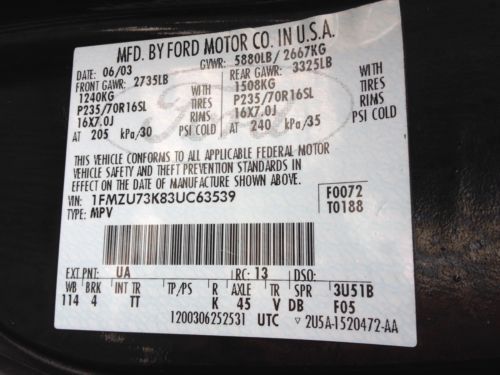 MFD. BY FORD MOTOR CO. IN U.S.A.
DATE: 06/03 GVWR: 5880LB/ 2667KG
FRONT GAWR: 2735LB REAR GAWR: 3325LB
1240KG WITH 1508KG WITH
P235/70R16SL TIRES P235/70R16SL TIRES
16X7.0J RIMS 16X7.0J RIMS
AT 205 kPa/30 PSI COLD AT 240 kPa/35 PSI COLD
THIS VEHICLE CONFORMS TO ALL APPLICABLE FEDERAL MOTOR
VEHICLE SAFETY AND THEFT PREVENTION STANDARDS IN
EFFECT ON THE DATE OF MANUFACTURE SHOWN ABOVE.
VIN: 1FMZU73K83UC63539 F0072
TYPE: MPV T0188
EXT PNT: UA RC: 13 DSO:
WB BRK INT TR TP/PS R AXLE TR SPR 3U51B
114 4 TT K 45 V DB F05
1200306252531 UTC 2U5A-1520472-AA
Ford